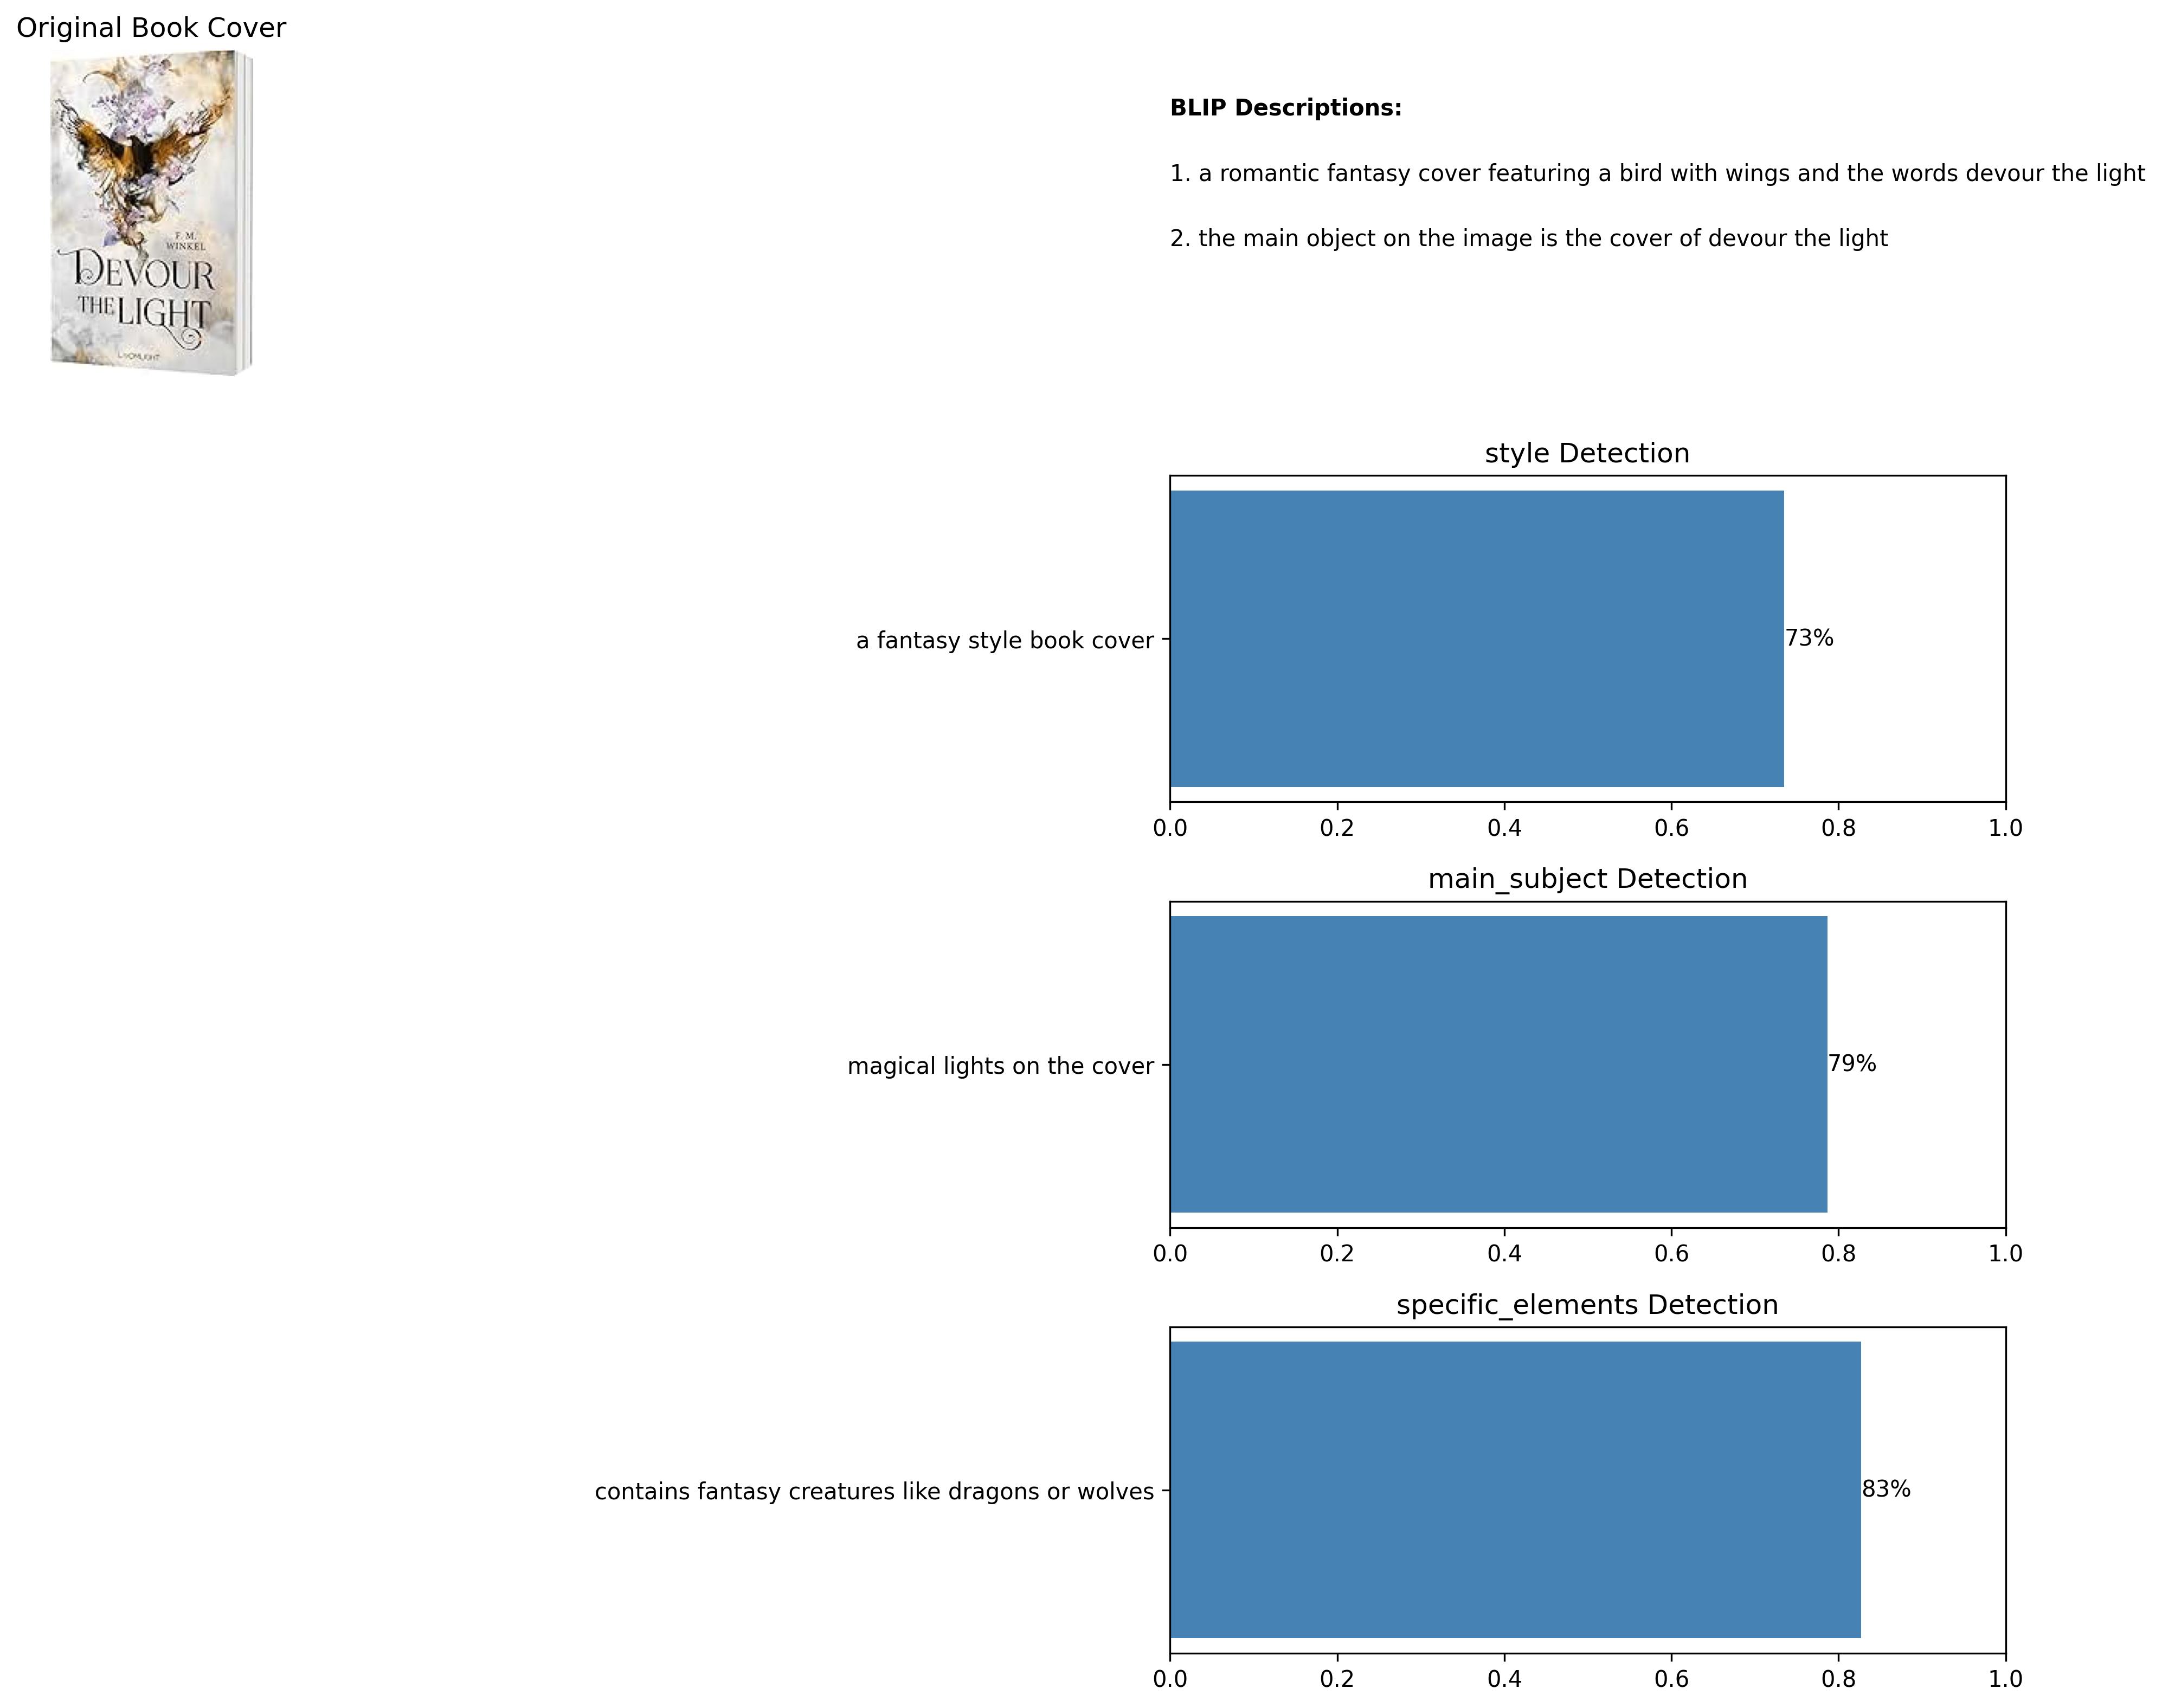 Original Book Cover
F. M.
WINKEL
DEVOUR
THE LIGHT
BLIP Descriptions:
1. a romantic fantasy cover featuring a bird with wings and the words devour the light
2. the main object on the image is the cover of devour the light
style Detection
a fantasy style book cover
73%
0.0 0.2 0.4 0.6 0.8 1.0
main_subject Detection
magical lights on the cover
79%
0.0 0.2 0.4 0.6 0.8 1.0
specific_elements Detection
contains fantasy creatures like dragons or wolves
83%
0.0 0.2 0.4 0.6 0.8 1.0